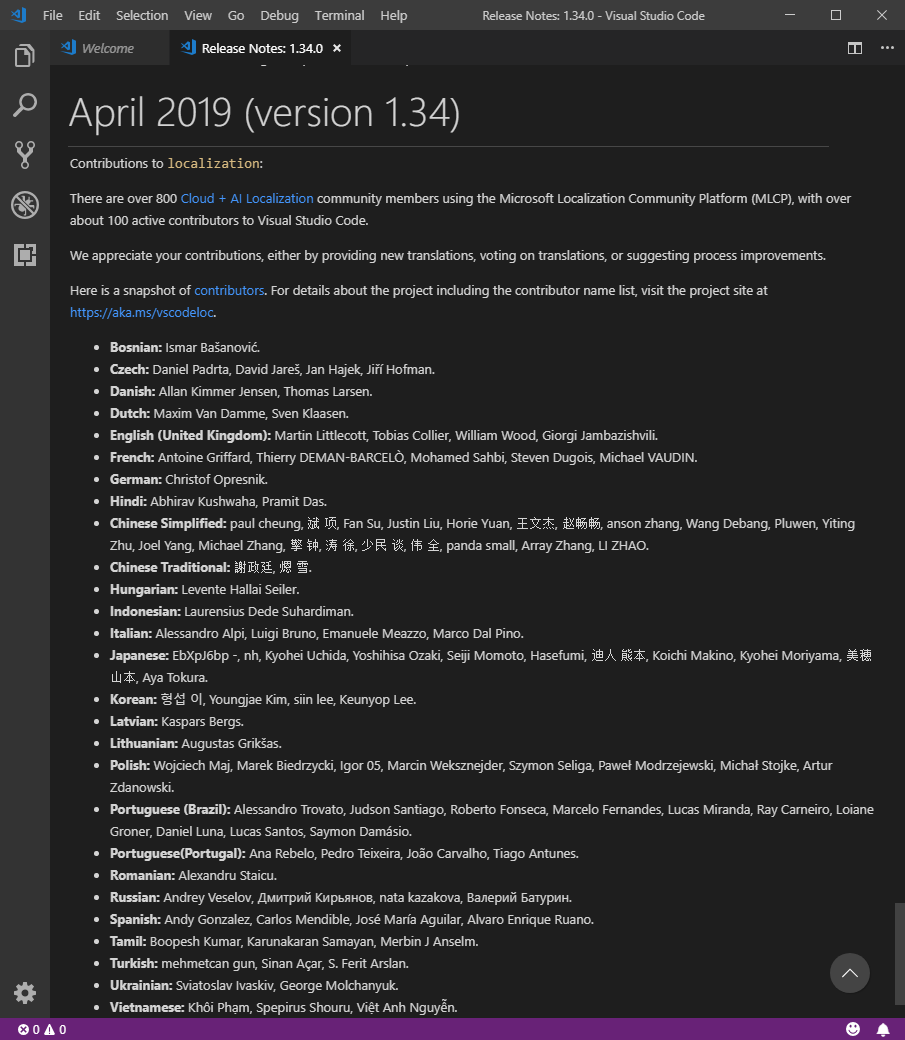 File Edit Selection View Go Debug Terminal Help Release Notes: 1.34.0 - Visual Studio Code
Welcome Release Notes: 1.34.0
April 2019 (version 1.34)
Contributions to localization:
There are over 800 Cloud + AI Localization community members using the Microsoft Localization Community Platform (MLCP), with over
about 100 active contributors to Visual Studio Code.
We appreciate your contributions, either by providing new translations, voting on translations, or suggesting process improvements.
Here is a snapshot of contributors. For details about the project including the contributor name list, visit the project site at
https://aka.ms/vscodeloc.
Bosnian: Ismar Bašanović.
Czech: Daniel Padrta, David Jareš, Jan Hajek, Jiří Hofman.
Danish: Allan Kimmer Jensen, Thomas Larsen.
Dutch: Maxim Van Damme, Sven Klaasen.
English (United Kingdom): Martin Littlecott, Tobias Collier, William Wood, Giorgi Jambazishvili.
French: Antoine Griffard, Thierry DEMAN-BARCELÒ, Mohamed Sahbi, Steven Dugois, Michael VAUDIN.
German: Christof Opresnik.
Hindi: Abhirav Kushwaha, Pramit Das.
Chinese Simplified: paul cheung, 斌 项, Fan Su, Justin Liu, Horie Yuan, 王文杰, 赵畅畅, anson zhang, Wang Debang, Pluwen, Yiting
Zhu, Joel Yang, Michael Zhang, 擎 钟, 涛 徐, 少民 谈, 伟 全, panda small, Array Zhang, LI ZHAO.
Chinese Traditional: 謝政廷, 雪.
Hungarian: Levente Hallai Seiler.
Indonesian: Laurensius Dede Suhardiman.
Italian: Alessandro Alpi, Luigi Bruno, Emanuele Meazzo, Marco Dal Pino.
Japanese: EbXpJ6bp -, nh, Kyohei Uchida, Yoshihisa Ozaki, Seiji Momoto, Hasefumi, 迪人 熊本, Koichi Makino, Kyohei Moriyama, 美穂
山本, Aya Tokura.
Korean: 형섭 이, Youngjae Kim, siin lee, Keunyop Lee.
Latvian: Kaspars Bergs.
Lithuanian: Augustas Grikšas.
Polish: Wojciech Maj, Marek Biedrzycki, Igor 05, Marcin Weksznejder, Szymon Seliga, Paweł Modrzejewski, Michał Stojke, Artur
Zdanowski.
Portuguese (Brazil): Alessandro Trovato, Judson Santiago, Roberto Fonseca, Marcelo Fernandes, Lucas Miranda, Ray Carneiro, Loiane
Groner, Daniel Luna, Lucas Santos, Saymon Damásio.
Portuguese(Portugal): Ana Rebelo, Pedro Teixeira, João Carvalho, Tiago Antunes.
Romanian: Alexandru Staicu.
Russian: Andrey Veselov, Дмитрий Кирьянов, nata kazakova, Валерий Батурин.
Spanish: Andy Gonzalez, Carlos Mendible, José María Aguilar, Alvaro Enrique Ruano.
Tamil: Boopesh Kumar, Karunakaran Samayan, Merbin J Anselm.
Turkish: mehmetcan gun, Sinan Açar, S. Ferit Arslan.
Ukrainian: Sviatoslav Ivaskiv, George Molchanyuk.
Vietnamese: Khôi Phạm, Spepirus Shouru, Việt Anh Nguyễn.
0 0